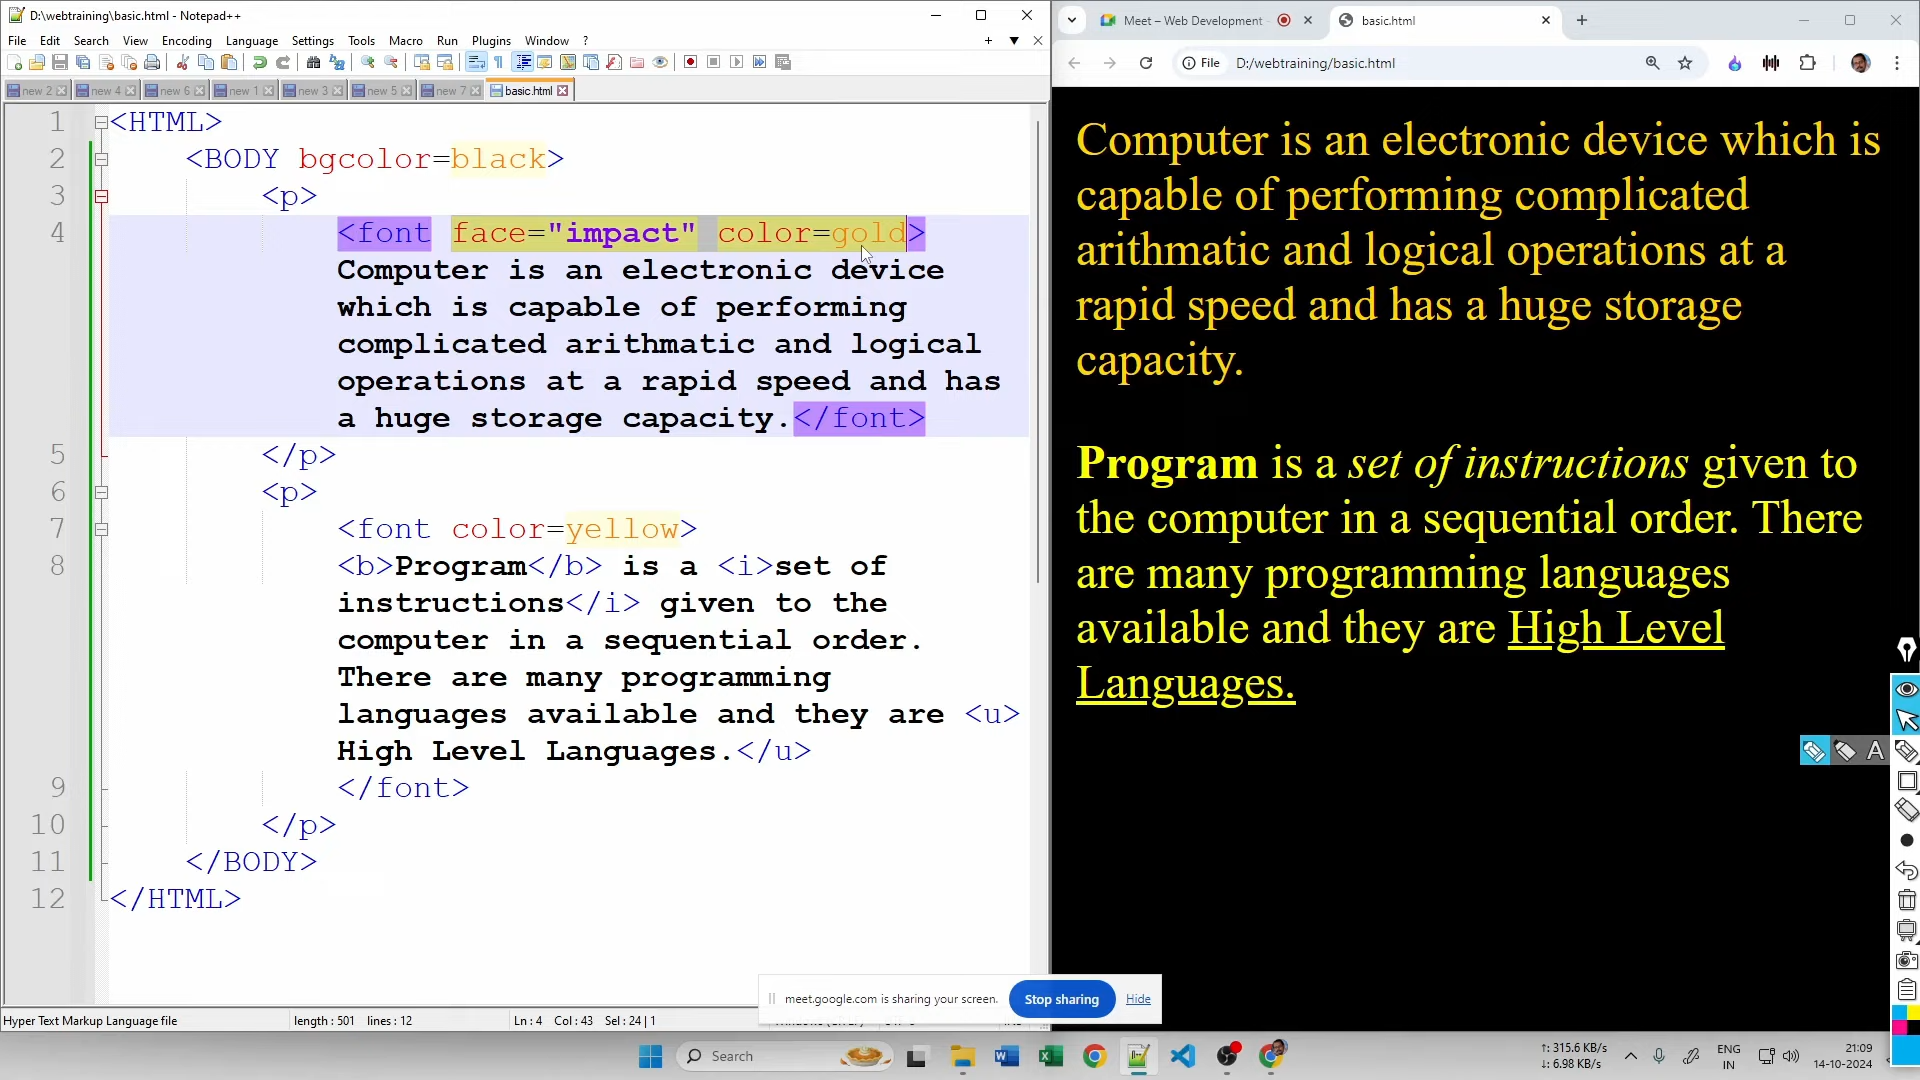 D:\webtraining\basic.html - Notepad++
File Edit Search View Encoding Language Settings Tools Macro Run Plugins Window ?
new 2 new 4 new 6 new 1 new 3 new 5 new 7 basic.html
1 <HTML>
2 <BODY bgcolor=black>
3 <p>
4 <font face="impact" color=gold>
Computer is an electronic device
which is capable of performing
complicated arithmatic and logical
operations at a rapid speed and has
a huge storage capacity.</font>
5 </p>
6 <p>
7 <font color=yellow>
8 <b>Program</b> is a <i>set of
instructions</i> given to the
computer in a sequential order.
There are many programming
languages available and they are <u>
High Level Languages.</u>
9 </font>
10 </p>
11 </BODY>
12 </HTML>
Hyper Text Markup Language file length : 501 lines : 12 Ln : 4 Col : 43 Sel : 24 | 1
Meet – Web Development basic.html
File D:/webtraining/basic.html
Computer is an electronic device which is
capable of performing complicated
arithmatic and logical operations at a
rapid speed and has a huge storage
capacity.
Program is a set of instructions given to
the computer in a sequential order. There
are many programming languages
available and they are High Level
Languages.
A
meet.google.com is sharing your screen. Stop sharing Hide
Search
↑: 315.6 KB/s
↓: 6.98 KB/s
ENG
IN
21:09
14-10-2024